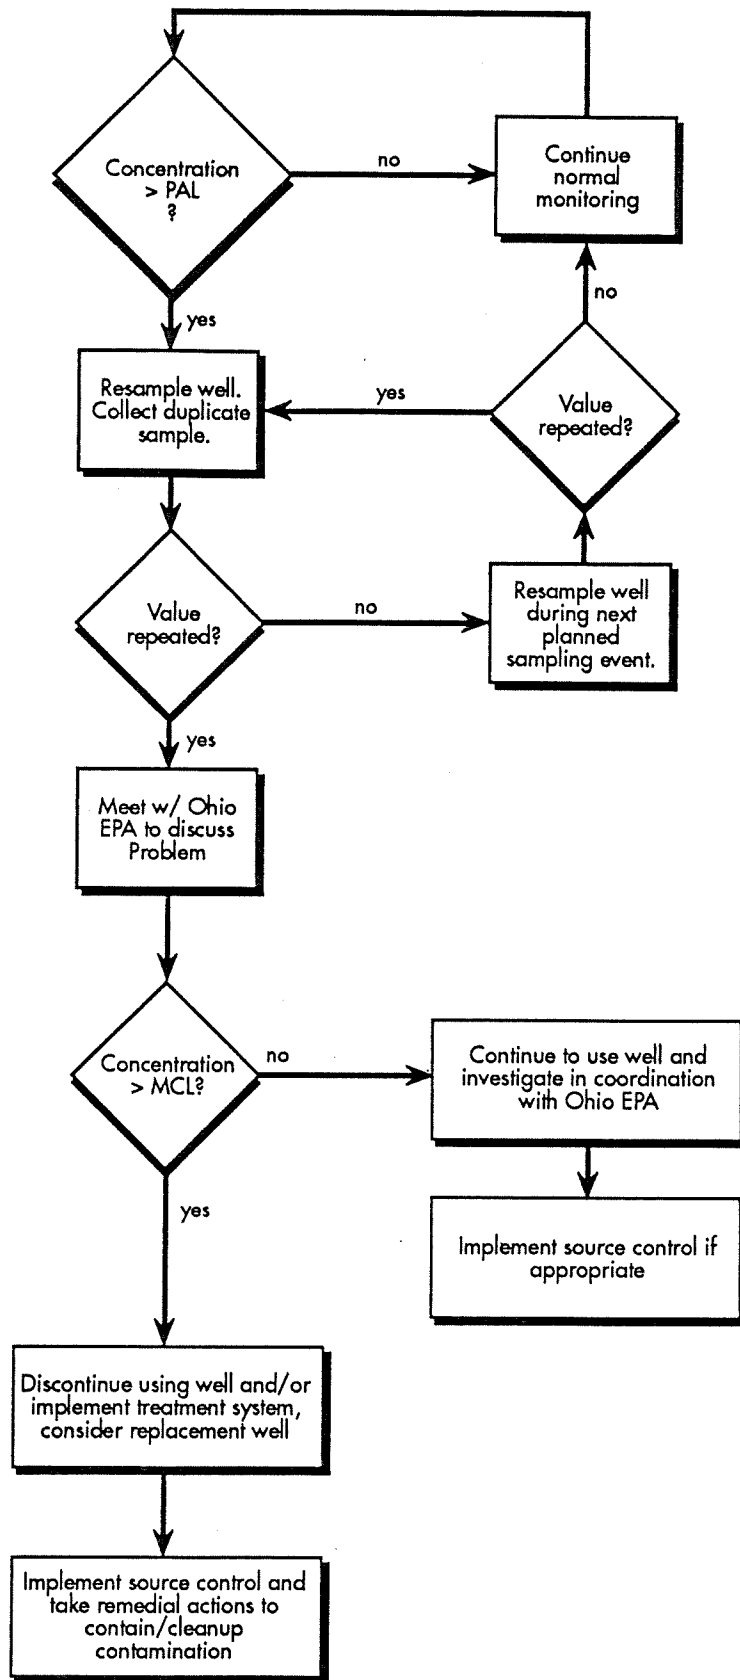 Concentration
> PAL
?
no
Continue
normal
monitoring
yes
no
Resample well.
Collect duplicate
sample.
yes
Value
repeated?
Value
repeated?
no
Resample well
during next
planned
sampling event.
yes
Meet w/ Ohio
EPA to discuss
Problem
Concentration
> MCL?
no
Continue to use well and
investigate in coordination
with Ohio EPA
yes
Implement source control if
appropriate
Discontinue using well and/or
implement treatment system,
consider replacement well
Implement source control and
take remedial actions to
contain/cleanup
contamination